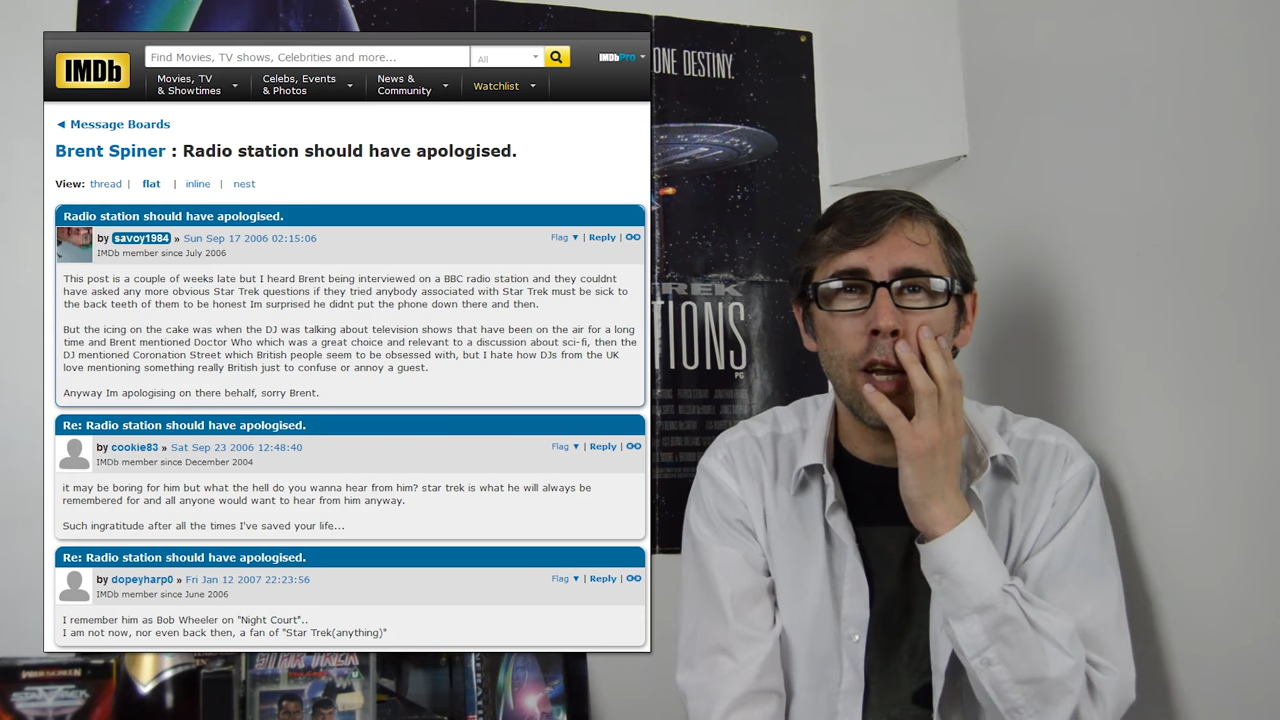 ONE DESTINY.
IMDb
Find Movies, TV shows, Celebrities and more...
All
IMDbPro
Movies, TV
& Showtimes
Celebs, Events
& Photos
News &
Community
Watchlist
◄ Message Boards
Brent Spiner : Radio station should have apologised.
View: thread | flat | inline | nest
Radio station should have apologised.
by savoy1984 » Sun Sep 17 2006 02:15:06
Flag ▼ | Reply |
IMDb member since July 2006
This post is a couple of weeks late but I heard Brent being interviewed on a BBC radio station and they couldnt
have asked any more obvious Star Trek questions if they tried anybody associated with Star Trek must be sick to
the back teeth of them to be honest Im surprised he didnt put the phone down there and then.
But the icing on the cake was when the DJ was talking about television shows that have been on the air for a long
time and Brent mentioned Doctor Who which was a great choice and relevant to a discussion about sci-fi, then the
DJ mentioned Coronation Street which British people seem to be obsessed with, but I hate how DJs from the UK
love mentioning something really British just to confuse or annoy a guest.
Anyway Im apologising on there behalf, sorry Brent.
Re: Radio station should have apologised.
by cookie83 » Sat Sep 23 2006 12:48:40
Flag ▼ | Reply |
IMDb member since December 2004
it may be boring for him but what the hell do you wanna hear from him? star trek is what he will always be
remembered for and all anyone would want to hear from him anyway.
Such ingratitude after all the times I've saved your life...
Re: Radio station should have apologised.
by dopeyharp0 » Fri Jan 12 2007 22:23:56
Flag ▼ | Reply |
IMDb member since June 2006
I remember him as Bob Wheeler on "Night Court"..
I am not now, nor even back then, a fan of "Star Trek(anything)"
TREK
TIONS
PG
STAR TREK
STAR TREK